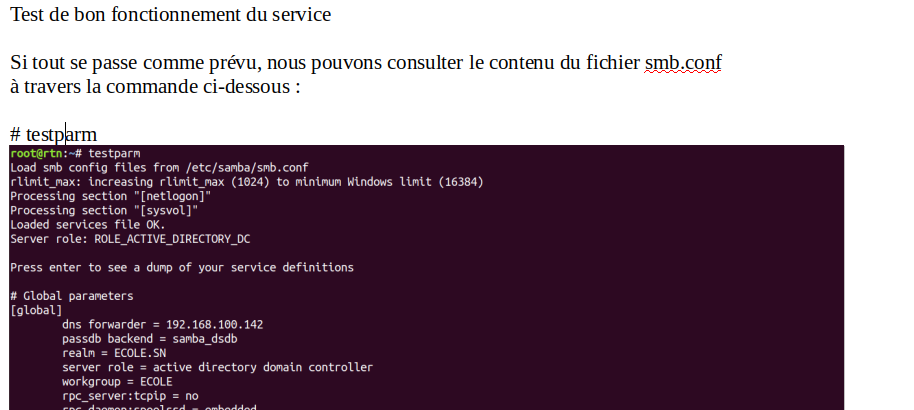 Test de bon fonctionnement du service
Si tout se passe comme prévu, nous pouvons consulter le contenu du fichier smb.conf
à travers la commande ci-dessous :
# testparm
root@rtn:~# testparm
Load smb config files from /etc/samba/smb.conf
rlimit_max: increasing rlimit_max (1024) to minimum Windows limit (16384)
Processing section "[netlogon]"
Processing section "[sysvol]"
Loaded services file OK.
Server role: ROLE_ACTIVE_DIRECTORY_DC
Press enter to see a dump of your service definitions
# Global parameters
[global]
dns forwarder = 192.168.100.142
passdb backend = samba_dsdb
realm = ECOLE.SN
server role = active directory domain controller
workgroup = ECOLE
rpc_server:tcpip = no
rpc_daemon:spoolssd = embedded